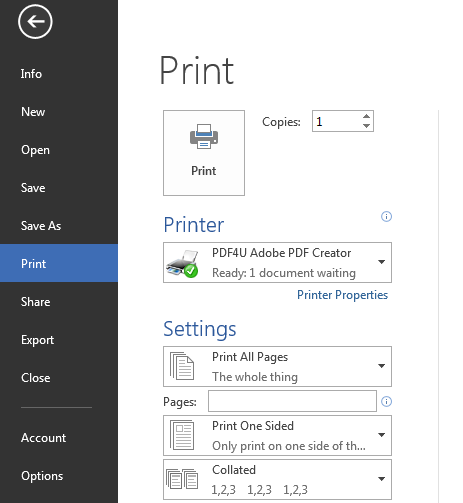 Info
New
Open
Save
Save As
Print
Share
Export
Close
Account
Options
Print
Print
Copies: 1
Printer
PDF4U Adobe PDF Creator
Ready: 1 document waiting
Printer Properties
Settings
Print All Pages
The whole thing
Pages:
Print One Sided
Only print on one side of th...
Collated
1,2,3 1,2,3 1,2,3